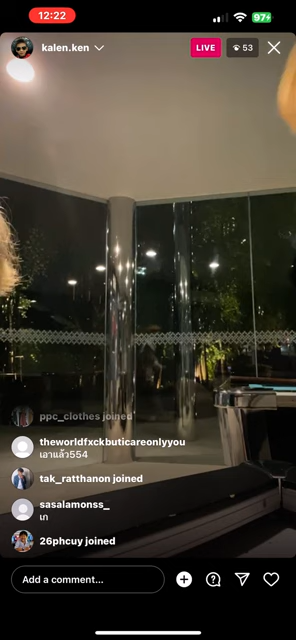 12:22
97
kalen.ken
LIVE
53
ppc_clothes joined
theworldfxckbuticareonlyyou
เอาแล้ว554
tak_ratthanon joined
sasalamonss_
เก
26phcuy joined
Add a comment...